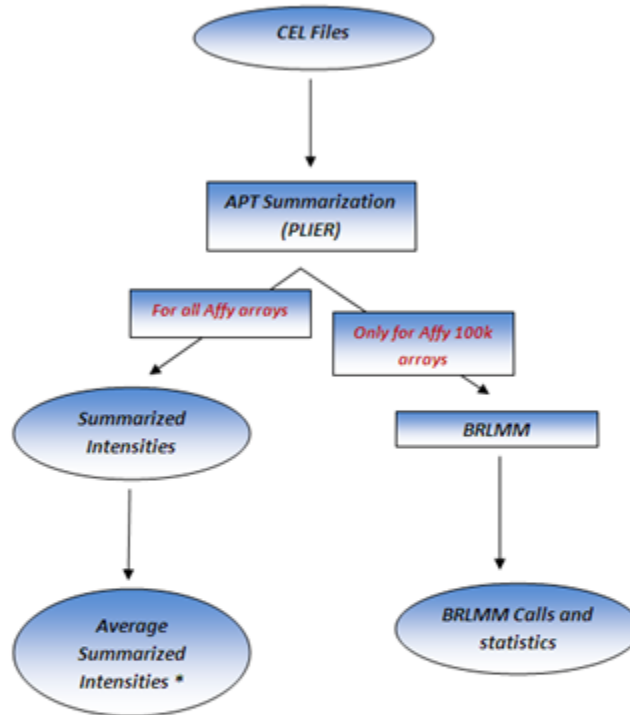 CEL Files
APT Summarization
(PLIER)
For all Affy arrays
Only for Affy 100k
arrays
Summarized
Intensities
BRLMM
Average
Summarized
Intensities *
BRLMM Calls and
statistics